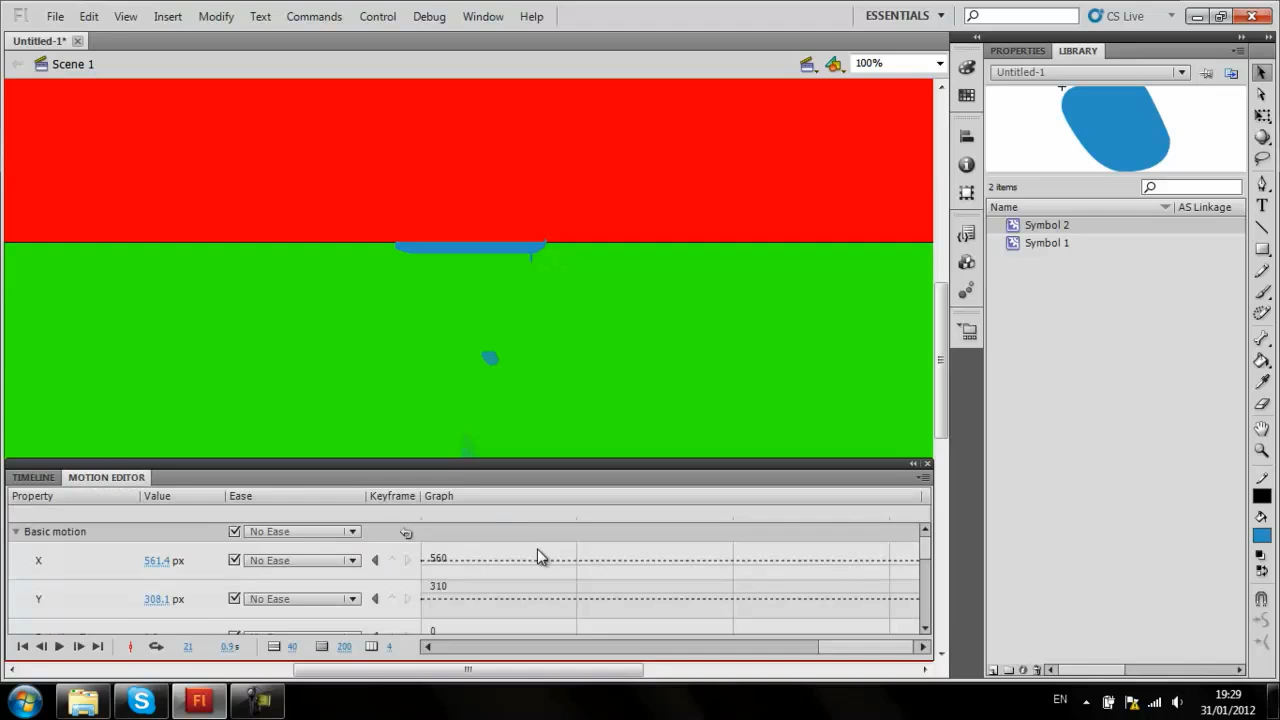 Fl File Edit View Insert Modify Text Commands Control Debug Window Help ESSENTIALS CS Live
Untitled-1*
Scene 1 100%
PROPERTIES LIBRARY
Untitled-1
2 items
Name AS Linkage
Symbol 2
Symbol 1
TIMELINE MOTION EDITOR
Property Value Ease Keyframe Graph
Basic motion No Ease
X 561.4 px No Ease 560
Y 308.1 px No Ease 310
0
21 0.9s 40 200 4
Fl EN 19:29
31/01/2012